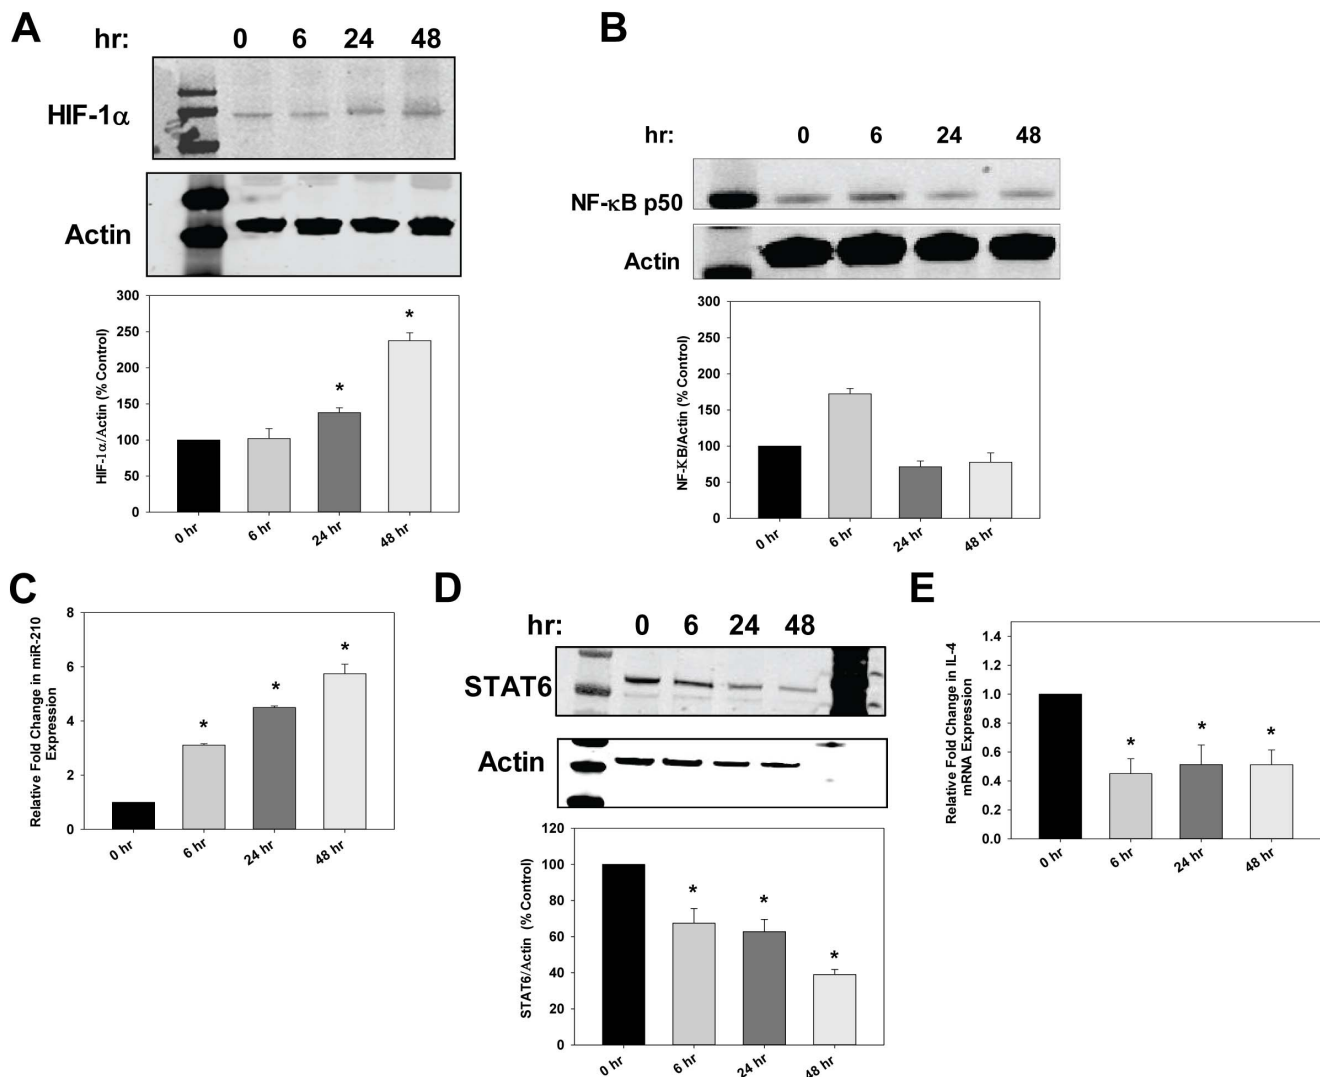 A
hr: 0 6 24 48
HIF-1α
Actin
300
250
200
150
100
50
0
HIF-1α/Actin (% Control)
*
*
0 hr 6 hr 24 hr 48 hr
B
hr: 0 6 24 48
NF-κB p50
Actin
300
250
200
150
100
50
0
NF-KB/Actin (% Control)
0 hr 6 hr 24 hr 48 hr
C
8
6
4
2
0
Relative Fold Change in miR-210
Expression
*
*
*
0 hr 6 hr 24 hr 48 hr
D
hr: 0 6 24 48
STAT6
Actin
120
100
80
60
40
20
0
STAT6/Actin (% Control)
*
*
*
0 hr 6 hr 24 hr 48 hr
E
1.4
1.2
1.0
0.8
0.6
0.4
0.2
0.0
Relative Fold Change in IL-4
mRNA Expression
*
*
*
0 hr 6 hr 24 hr 48 hr